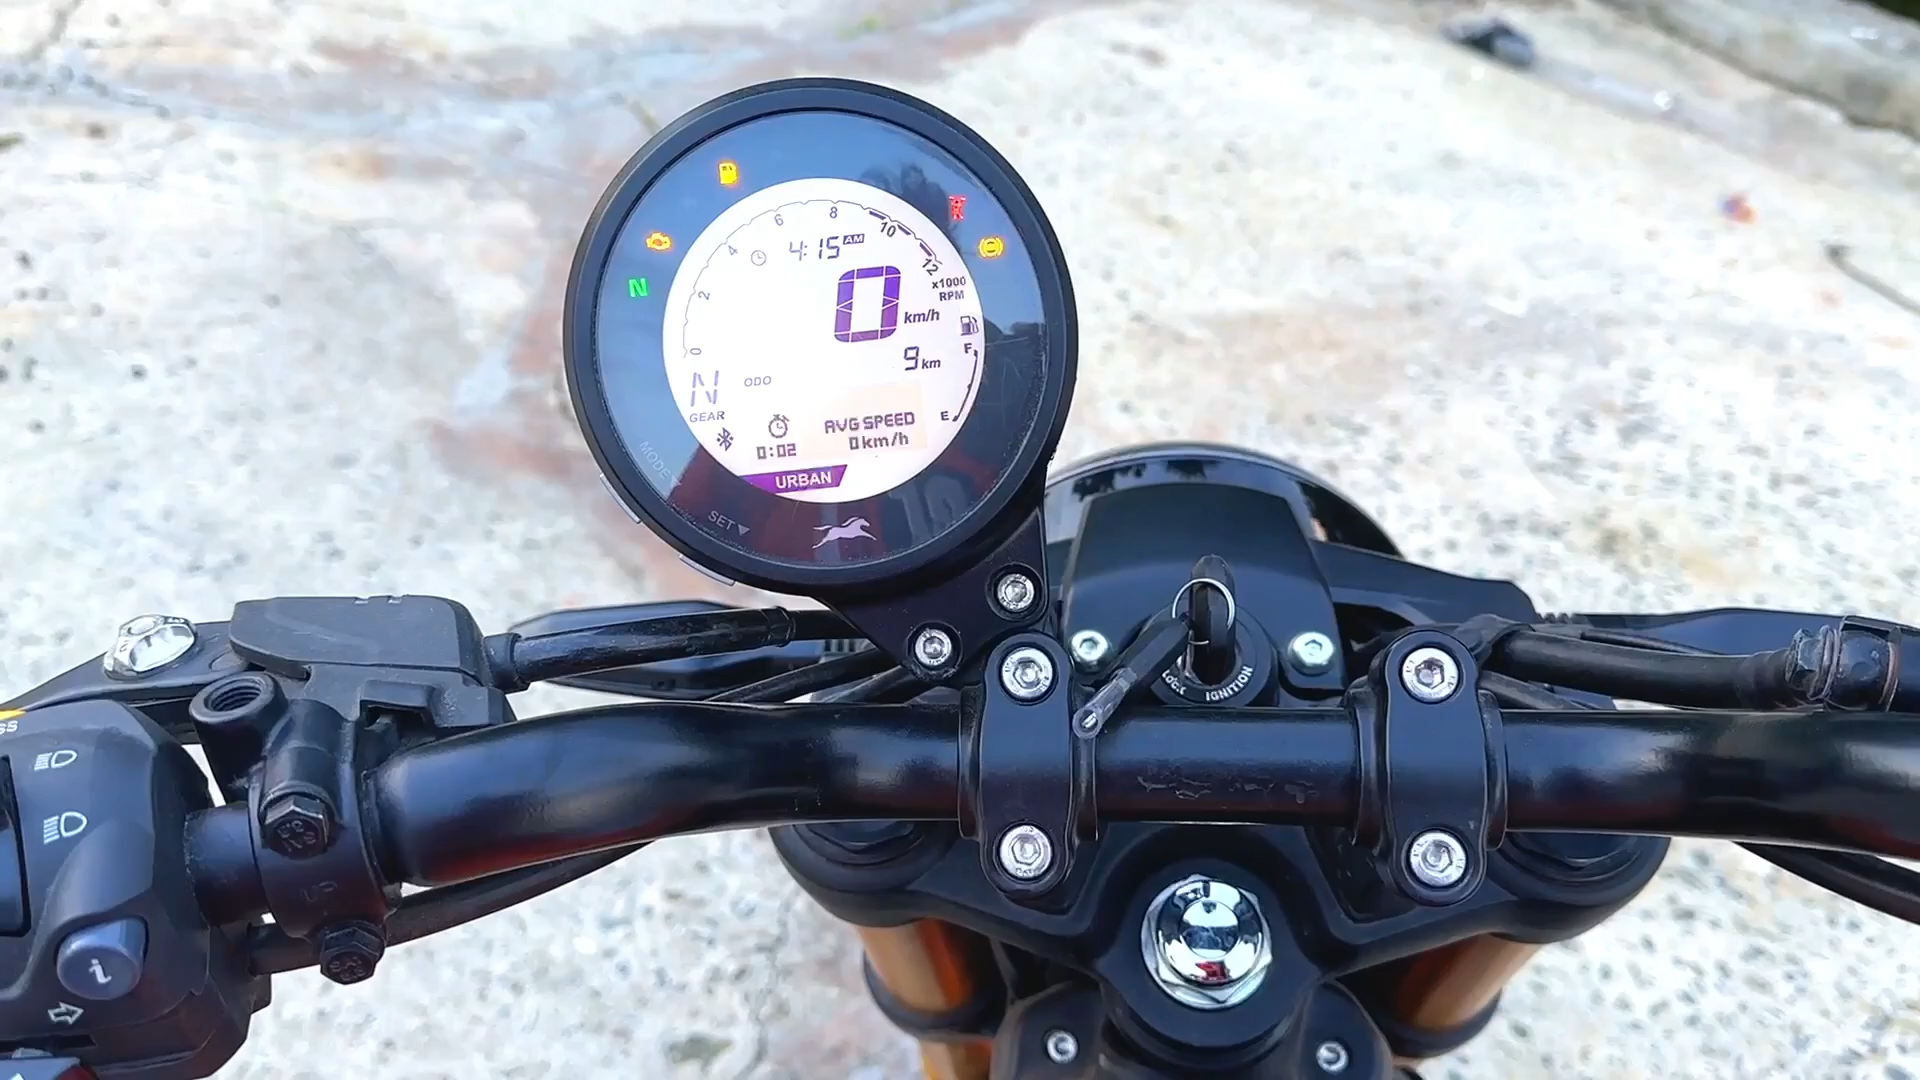 N
8
6
10
4
4:15 AM
12
2
x1000
RPM
0 km/h
0
F
9 km
N
ODO
GEAR
E
AVG SPEED
0:02
0 km/h
URBAN
MODE
SET
LOCK
IGNITION
i